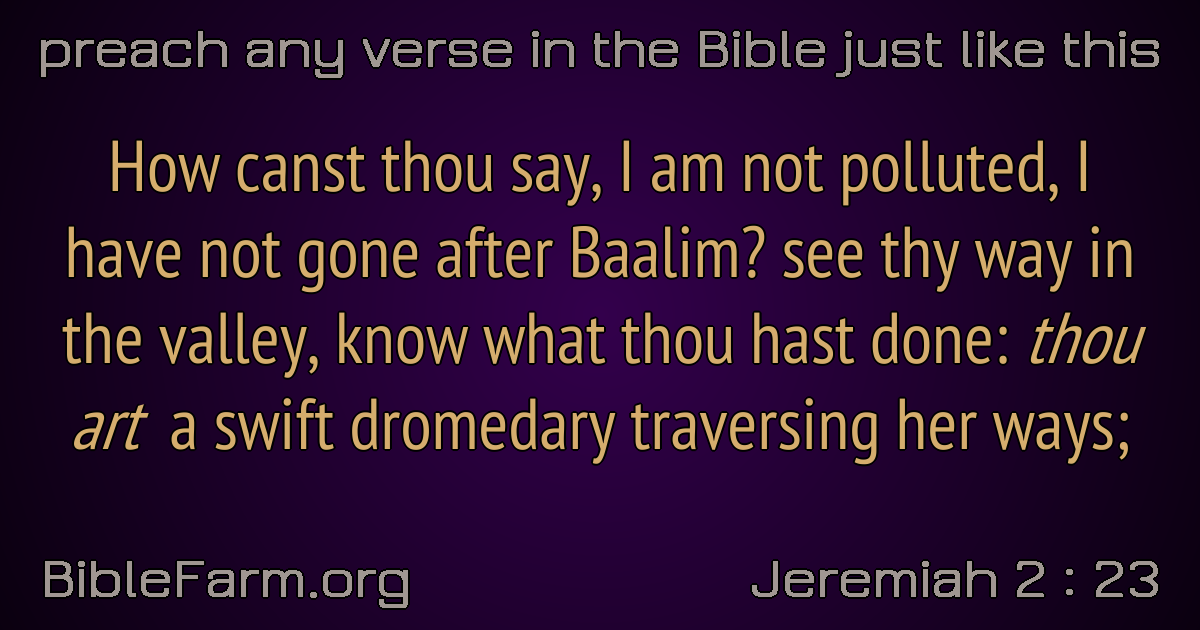 preach any verse in the Bible just like this
How canst thou say, I am not polluted, I
have not gone after Baalim? see thy way in
the valley, know what thou hast done: thou
art a swift dromedary traversing her ways;
BibleFarm.org
Jeremiah 2 : 23